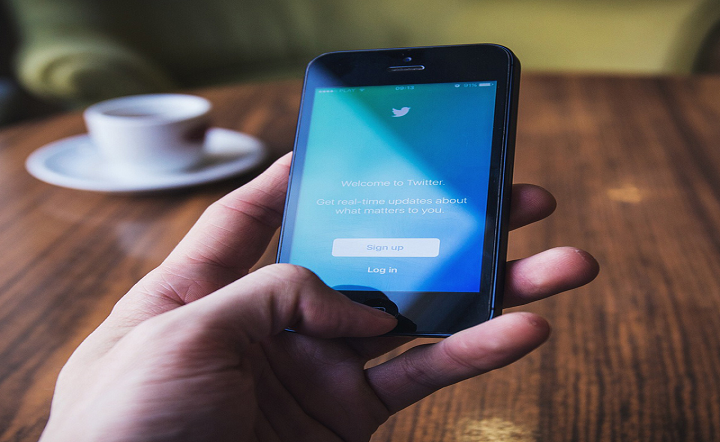 Welcome to Twitter.
Get real-time updates about
what matters to you.
Sign up
Log in